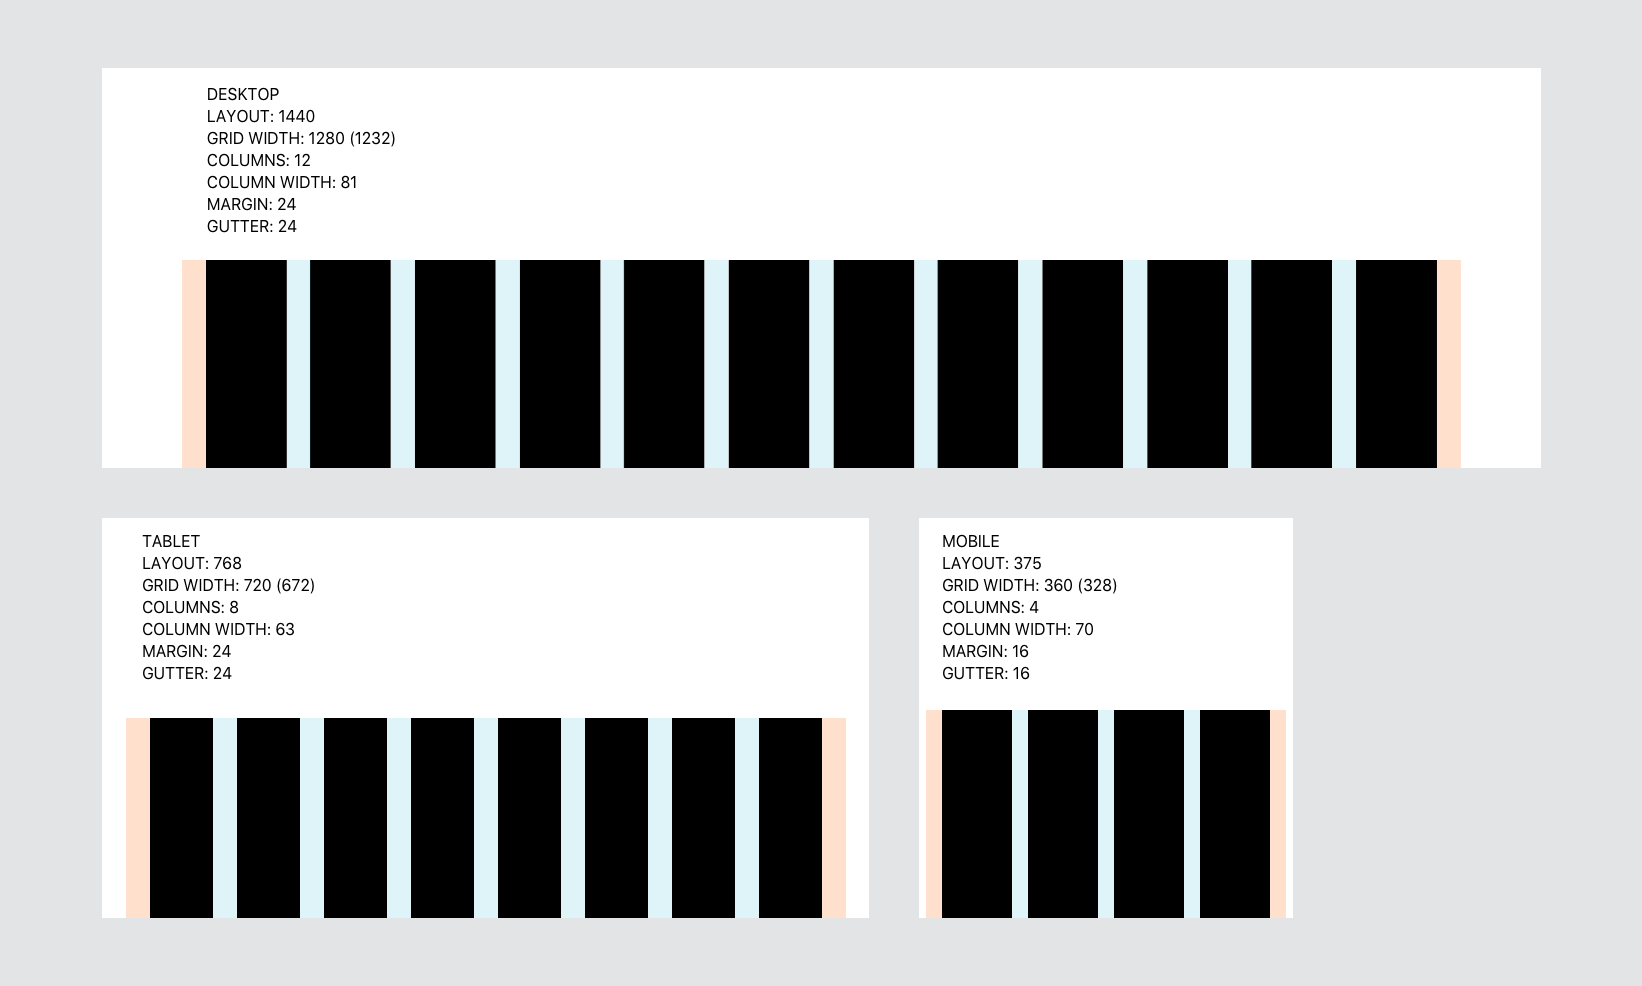 DESKTOP
LAYOUT: 1440
GRID WIDTH: 1280 (1232)
COLUMNS: 12
COLUMN WIDTH: 81
MARGIN: 24
GUTTER: 24
TABLET
LAYOUT: 768
GRID WIDTH: 720 (672)
COLUMNS: 8
COLUMN WIDTH: 63
MARGIN: 24
GUTTER: 24
MOBILE
LAYOUT: 375
GRID WIDTH: 360 (328)
COLUMNS: 4
COLUMN WIDTH: 70
MARGIN: 16
GUTTER: 16